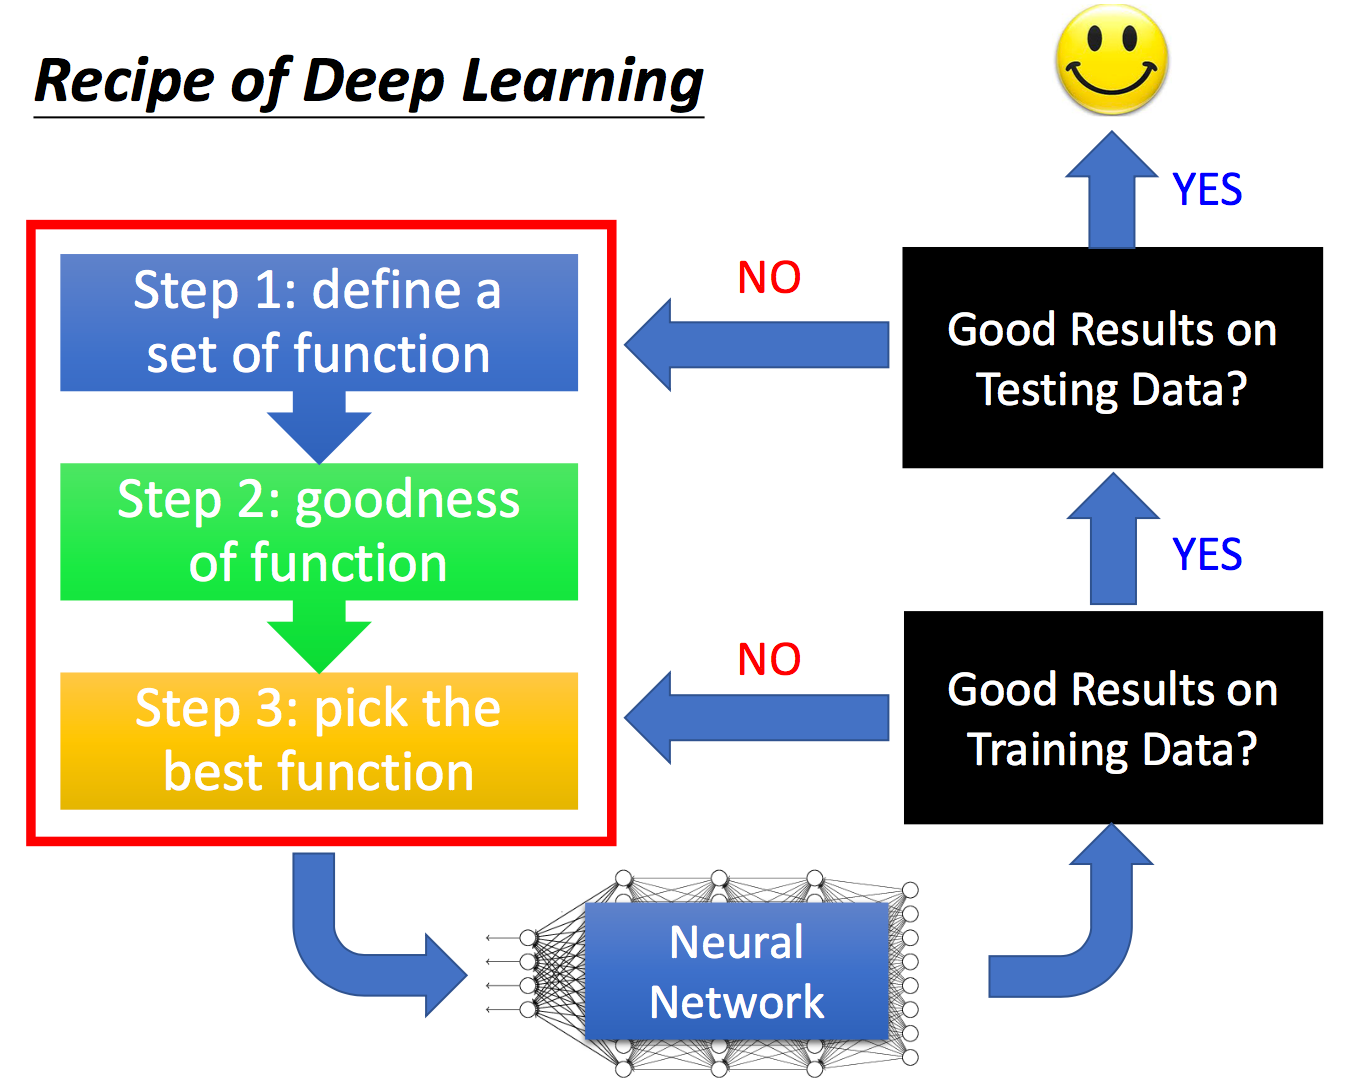 Recipe of Deep Learning
YES
NO
Step 1: define a
set of function
Good Results on
Testing Data?
Step 2: goodness
of function
YES
NO
Step 3: pick the
best function
Good Results on
Training Data?
Neural
Network